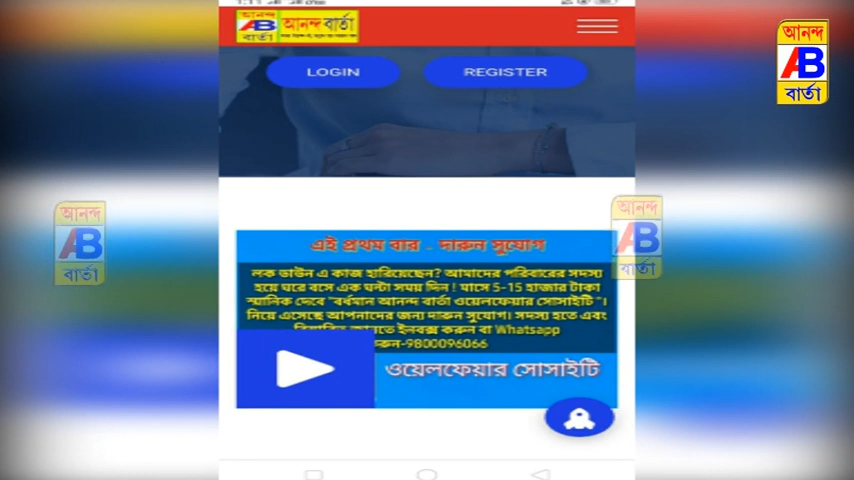 আনন্দ
AB
বার্তা
আনন্দ বার্তা
LOGIN
REGISTER
আনন্দ
AB
বার্তা
আনন্দ
AB
বার্তা
আনন্দ
AB
বার্তা
এই প্রথম বার - দারুন সুযোগ
লক ডাউন এ কাজ হারিয়েছেন? আমাদের পরিবারের সদস্য
হয়ে ঘরে বসে এক ঘন্টা সময় দিন ! মাসে 5-15 হাজার টাকা
স্মানিক দেবে "বর্ধমান আনন্দ বার্তা ওয়েলফেয়ার সোসাইটি "।
নিয়ে এসেছে আপনাদের জন্য দারুন সুযোগ। সদস্য হতে এবং
ইনবক্স করুন বা Whatsapp
9800096066
ওয়েলফেয়ার সোসাইটি